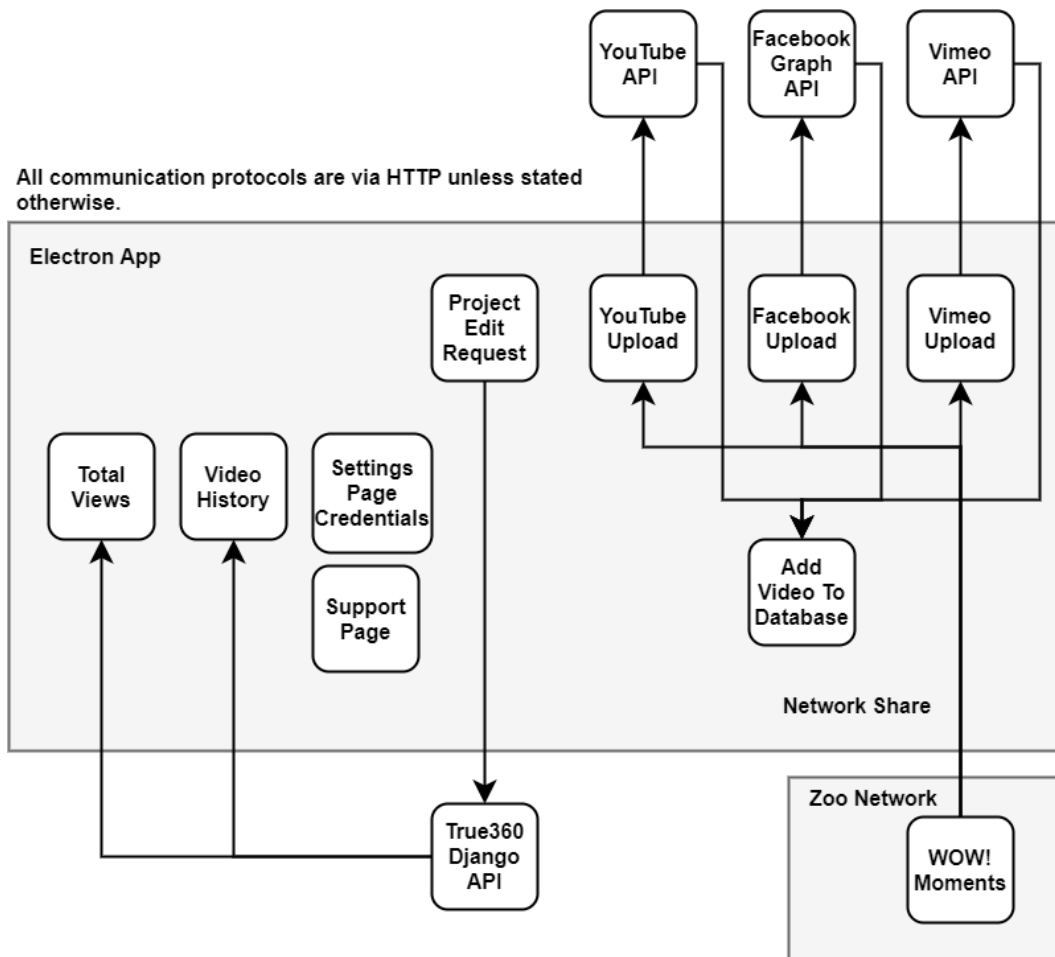 YouTube
API
Facebook
Graph
API
Vimeo
API
All communication protocols are via HTTP unless stated
otherwise.
Electron App
Project
Edit
Request
YouTube
Upload
Facebook
Upload
Vimeo
Upload
Total
Views
Video
History
Settings
Page
Credentials
Support
Page
Add
Video To
Database
Network Share
Zoo Network
True360
Django
API
WOW!
Moments